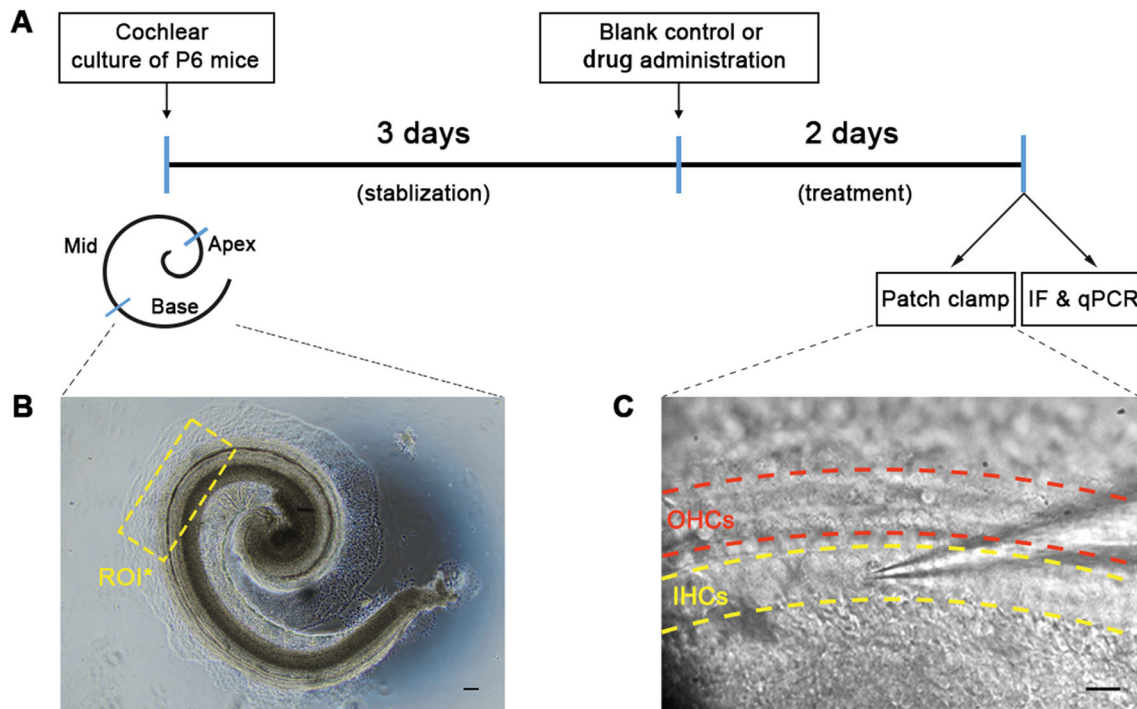 A
Cochlear
culture of P6 mice
Blank control or
drug administration
3 days
2 days
(stablization)
(treatment)
Mid
Apex
Base
Patch clamp
IF & qPCR
B
ROI*
C
OHCs
IHCs